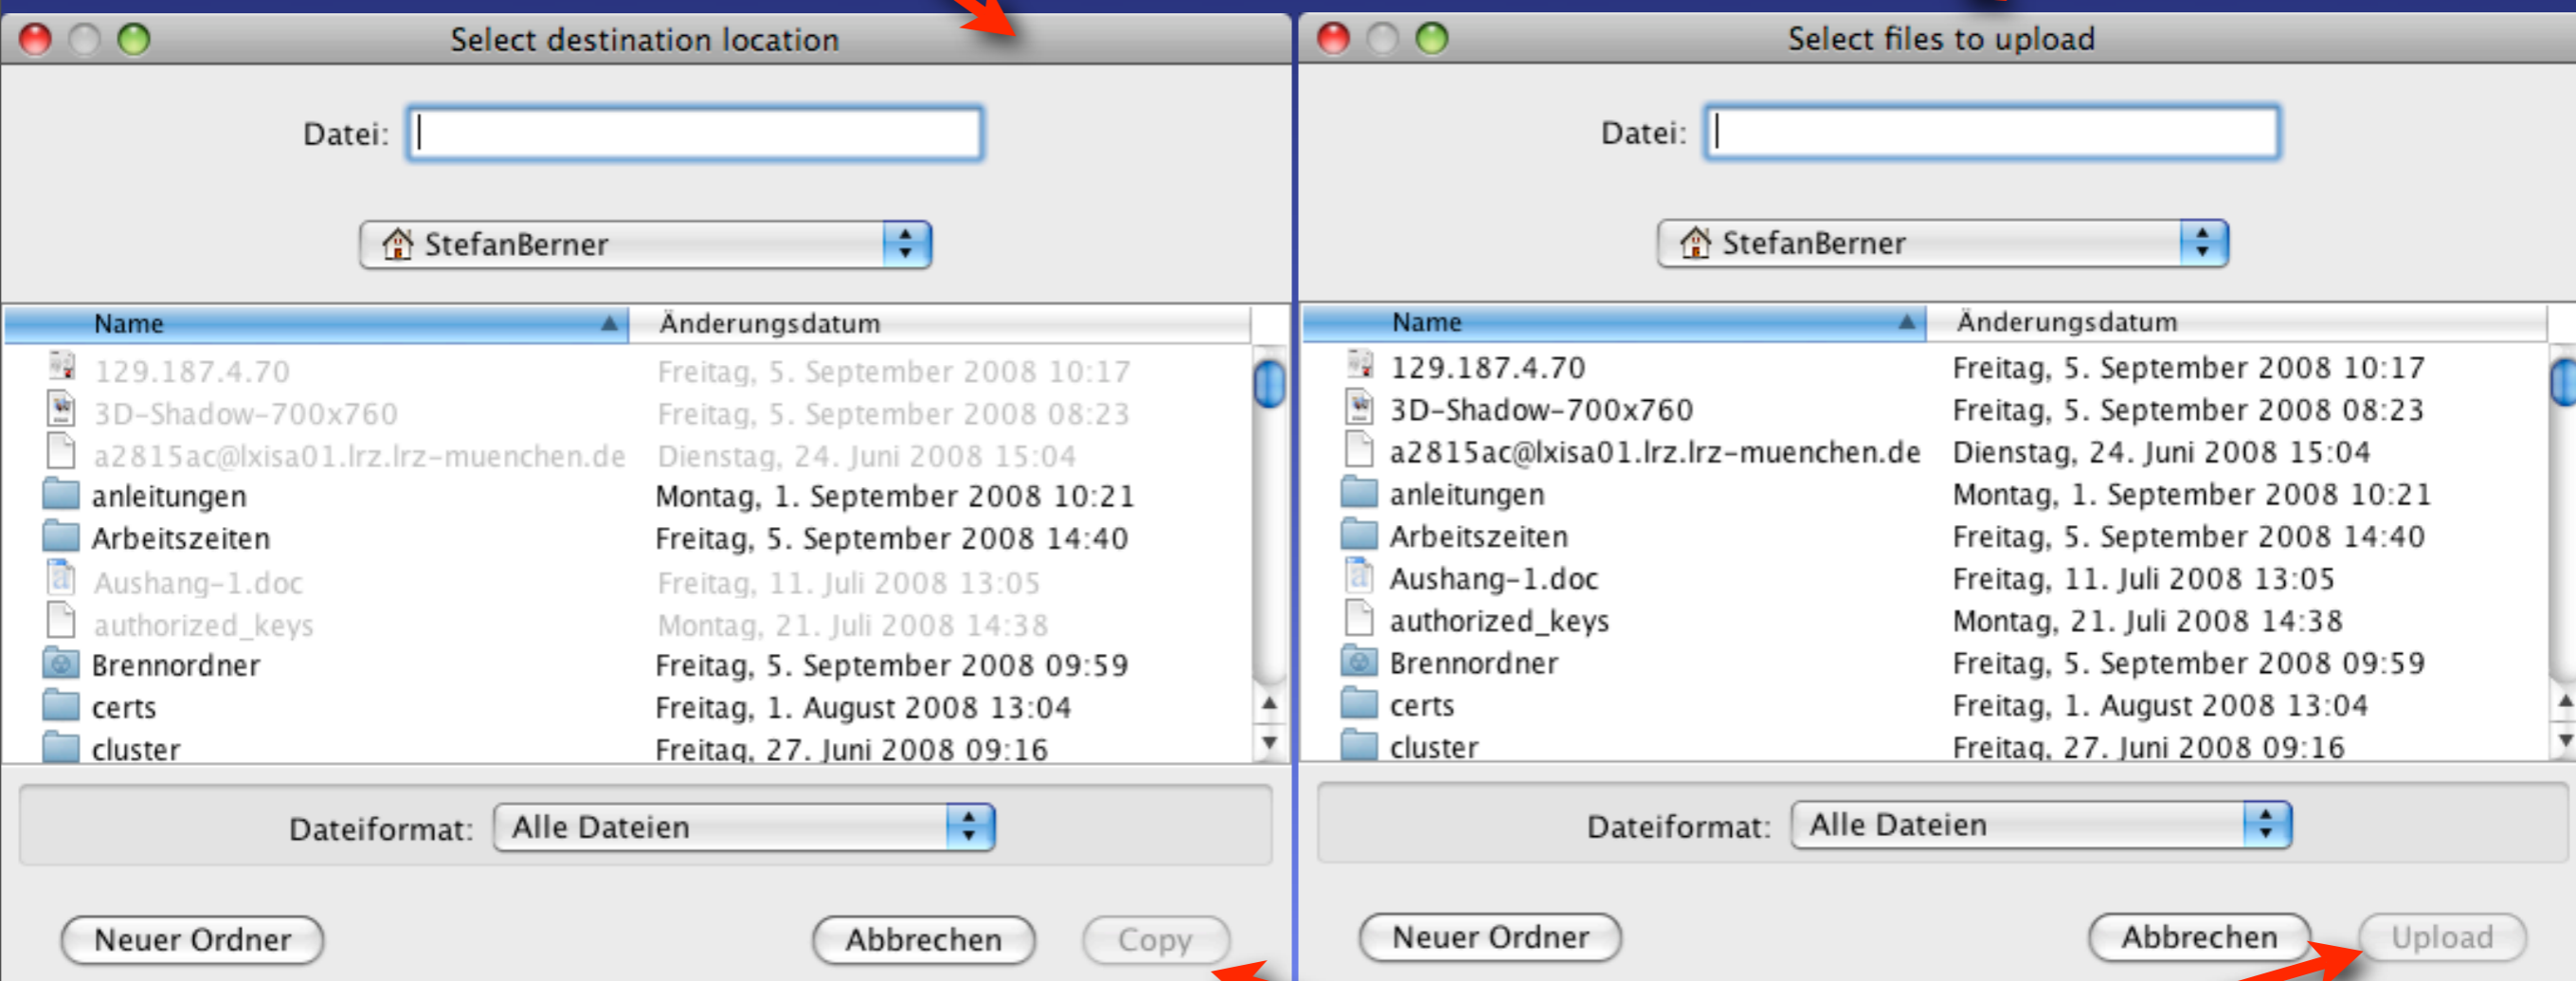 Select destination location
Datei:
StefanBerner
Name Änderungsdatum
129.187.4.70 Freitag, 5. September 2008 10:17
3D-Shadow-700x760 Freitag, 5. September 2008 08:23
a2815ac@lxisa01.lrz.lrz-muenchen.de Dienstag, 24. Juni 2008 15:04
anleitungen Montag, 1. September 2008 10:21
Arbeitszeiten Freitag, 5. September 2008 14:40
Aushang-1.doc Freitag, 11. Juli 2008 13:05
authorized_keys Montag, 21. Juli 2008 14:38
Brennordner Freitag, 5. September 2008 09:59
certs Freitag, 1. August 2008 13:04
cluster Freitag, 27. Juni 2008 09:16
Dateiformat: Alle Dateien
Neuer Ordner Abbrechen Copy
Select files to upload
Datei:
StefanBerner
Name Änderungsdatum
129.187.4.70 Freitag, 5. September 2008 10:17
3D-Shadow-700x760 Freitag, 5. September 2008 08:23
a2815ac@lxisa01.lrz.lrz-muenchen.de Dienstag, 24. Juni 2008 15:04
anleitungen Montag, 1. September 2008 10:21
Arbeitszeiten Freitag, 5. September 2008 14:40
Aushang-1.doc Freitag, 11. Juli 2008 13:05
authorized_keys Montag, 21. Juli 2008 14:38
Brennordner Freitag, 5. September 2008 09:59
certs Freitag, 1. August 2008 13:04
cluster Freitag, 27. Juni 2008 09:16
Dateiformat: Alle Dateien
Neuer Ordner Abbrechen Upload